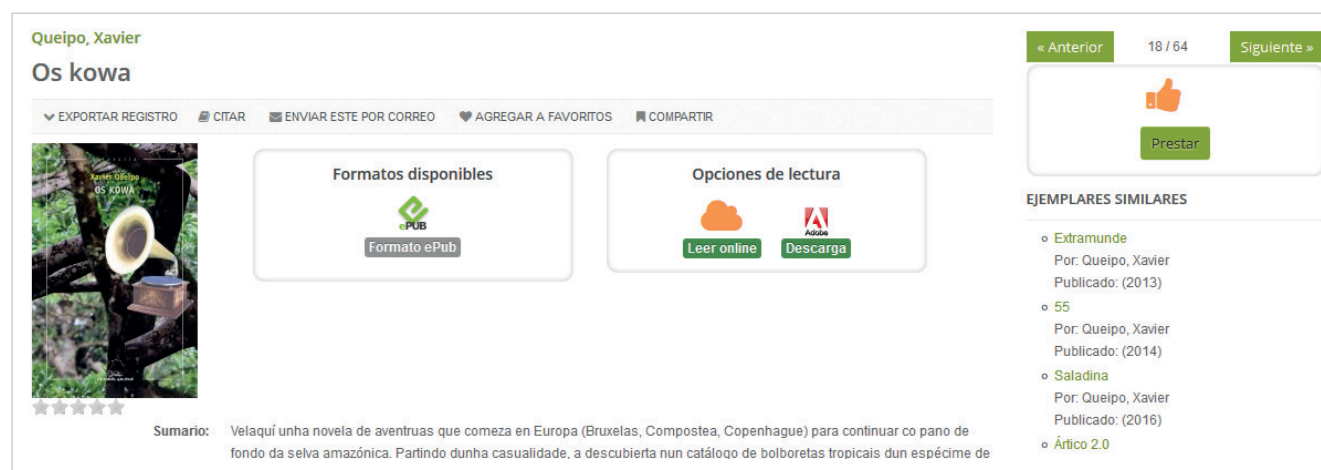 Queipo, Xavier
Os kowa
EXPORTAR REGISTRO CITAR ENVIAR ESTE POR CORREO AGREGAR A FAVORITOS COMPARTIR
Xavier Queipo
OS KOWA
Formatos disponibles
ePUB
Formato ePub
Opciones de lectura
Adobe
Leer online Descarga
Sumario: Velaquí unha novela de aventruas que comeza en Europa (Bruxelas, Compostea, Copenhague) para continuar co pano de
fondo da selva amazónica. Partindo dunha casualidade, a descubierta nun catálogo de bolboretas tropicais dun espécime de
« Anterior 18 / 64 Siguiente »
Prestar
EJEMPLARES SIMILARES
Extramunde
Por: Queipo, Xavier
Publicado: (2013)
55
Por: Queipo, Xavier
Publicado: (2014)
Saladina
Por: Queipo, Xavier
Publicado: (2016)
Ártico 2.0